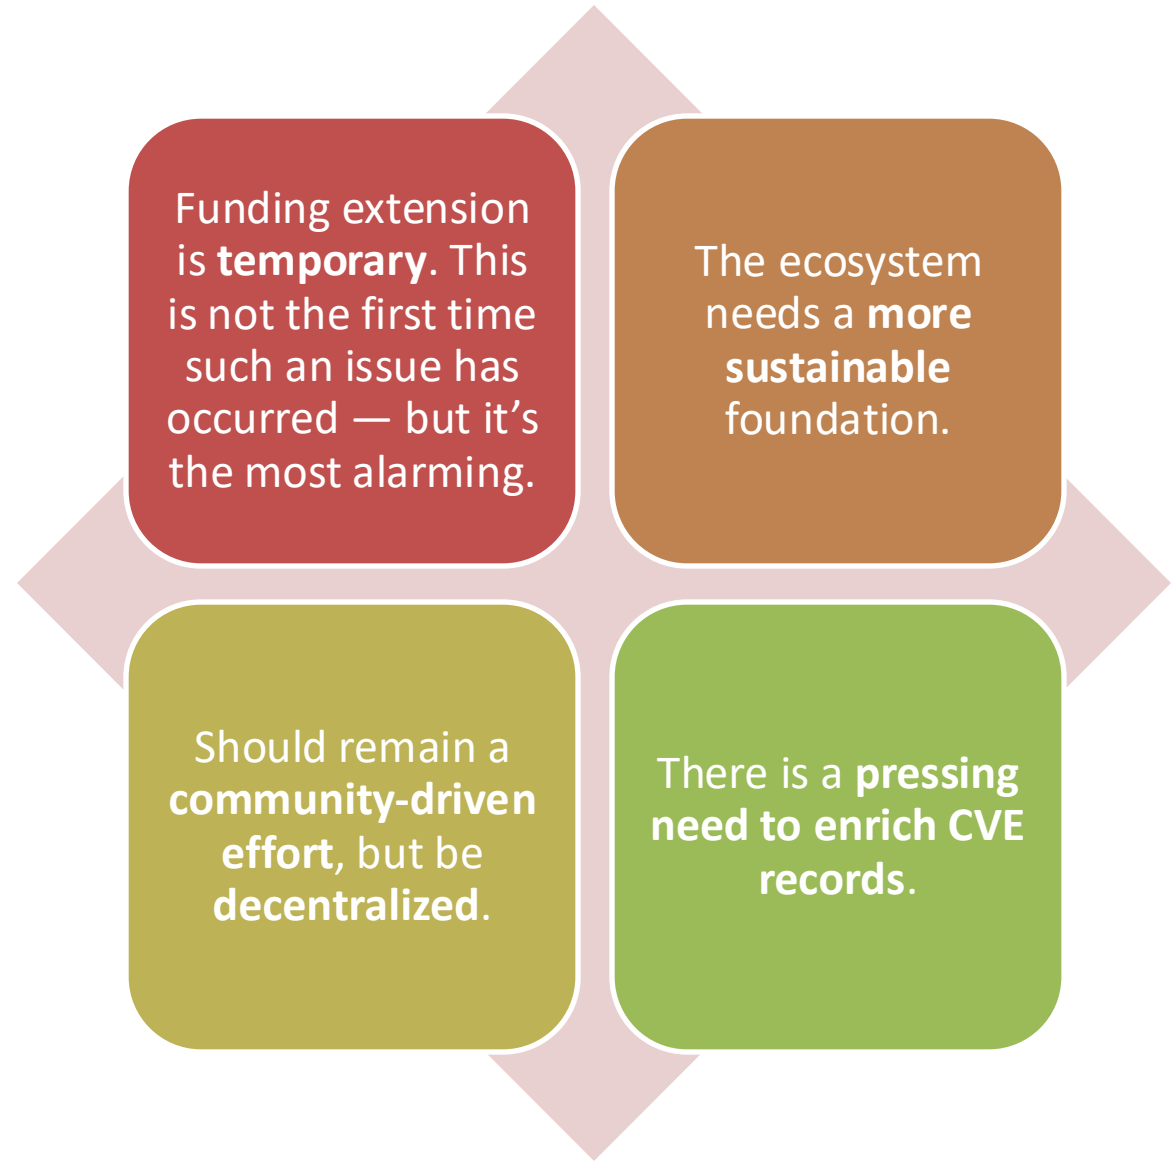 Funding extension
is temporary. This
is not the first time
such an issue has
occurred — but it’s
the most alarming.
The ecosystem
needs a more
sustainable
foundation.
Should remain a
community-driven
effort, but be
decentralized.
There is a pressing
need to enrich CVE
records.